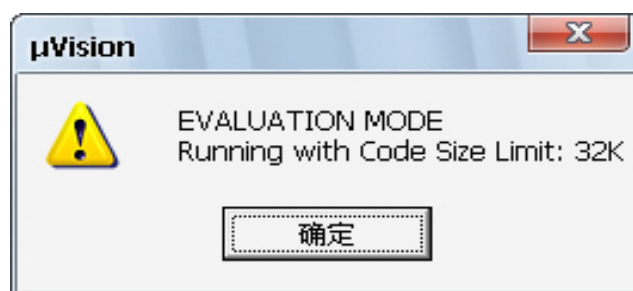 µVision
EVALUATION MODE
Running with Code Size Limit: 32K
确定